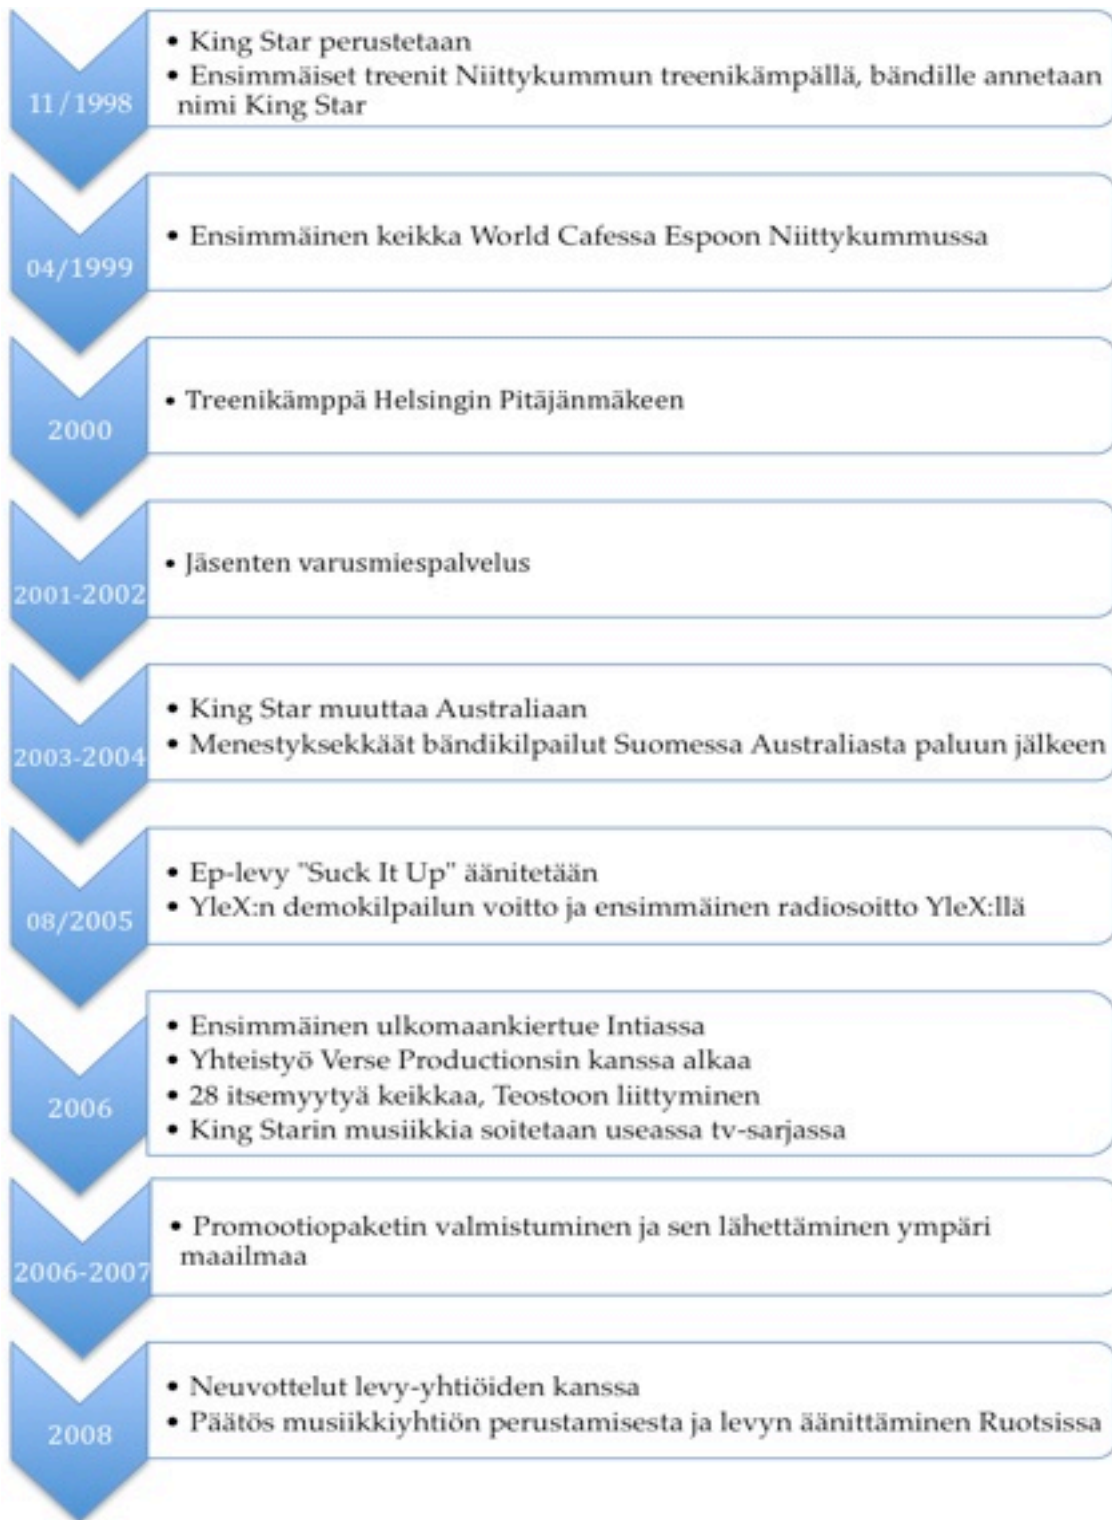 11/1998
• King Star perustetaan
• Ensimmäiset treenit Niittykummun treenikämpällä, bändille annetaan
nimi King Star
04/1999
• Ensimmäinen keikka World Cafessa Espoon Niittykummussa
2000
• Treenikämppä Helsingin Pitäjänmäkeen
2001-2002
• Jäsenten varusmiespalvelus
2003-2004
• King Star muuttaa Australiaan
• Menestyksekkäät bändikilpailut Suomessa Australiasta paluun jälkeen
08/2005
• Ep-levy "Suck It Up" äänitetään
• YleX:n demokilpailun voitto ja ensimmäinen radiosoitto YleX:llä
2006
• Ensimmäinen ulkomaankiertue Intiassa
• Yhteistyö Verse Productionsin kanssa alkaa
• 28 itsemyytyä keikkaa, Teostoon liittyminen
• King Starin musiikkia soitetaan useassa tv-sarjassa
2006-2007
• Promootiopaketin valmistuminen ja sen lähettäminen ympäri
maailmaa
2008
• Neuvottelut levy-yhtiöiden kanssa
• Päätös musiikkiyhtiön perustamisesta ja levyn äänittäminen Ruotsissa